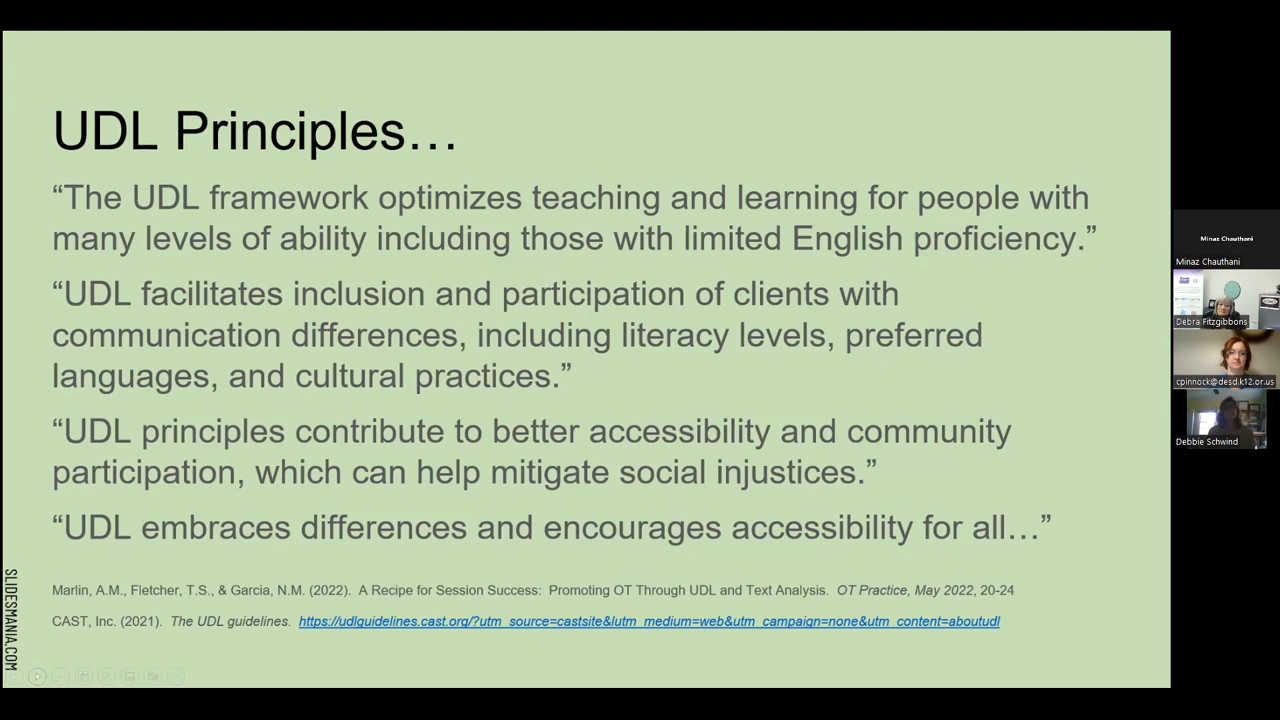 UDL Principles…
“The UDL framework optimizes teaching and learning for people with
many levels of ability including those with limited English proficiency.”
“UDL facilitates inclusion and participation of clients with
communication differences, including literacy levels, preferred
languages, and cultural practices.”
“UDL principles contribute to better accessibility and community
participation, which can help mitigate social injustices.”
“UDL embraces differences and encourages accessibility for all…”
Marlin, A.M., Fletcher, T.S., & Garcia, N.M. (2022). A Recipe for Session Success: Promoting OT Through UDL and Text Analysis. OT Practice, May 2022, 20-24
CAST, Inc. (2021). The UDL guidelines. https://udlguidelines.cast.org/?utm_source=castsite&lutm_medium=web&utm_campaign=none&utm_content=aboutudl
SLIDESMANIA.COM
Minaz Chauthani
Minaz Chauthani
Debra Fitzgibbons
cpinnock@desd.k12.or.us
Debbie Schwind